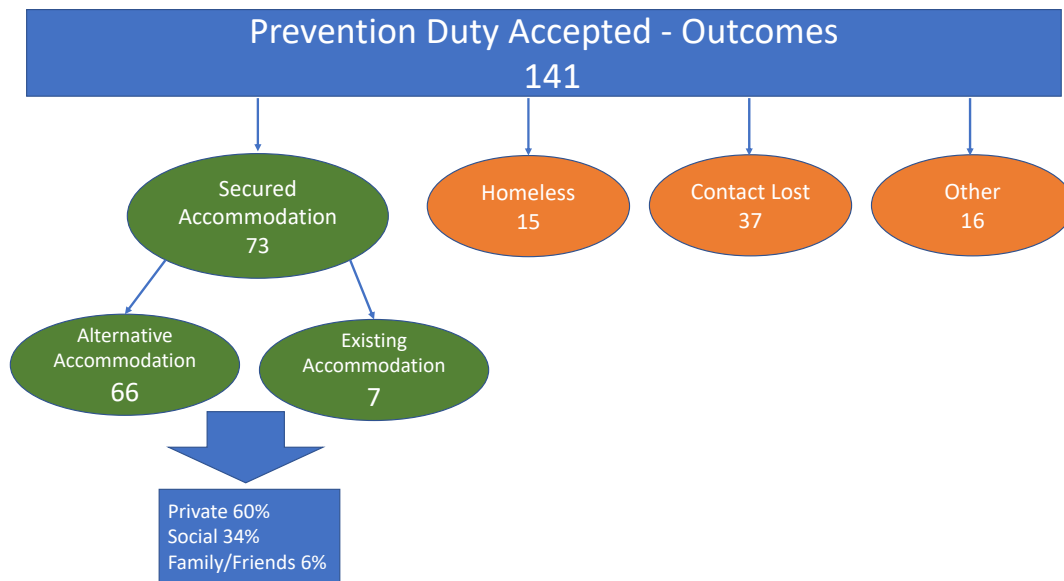 Prevention Duty Accepted - Outcomes
141
Secured
Accommodation
73
Homeless
15
Contact Lost
37
Other
16
Alternative
Accommodation
66
Existing
Accommodation
7
Private 60%
Social 34%
Family/Friends 6%